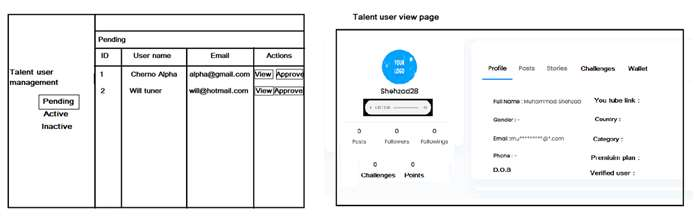 Talent user view page
Pending
ID User name Email Actions
Talent user management
1 Cherno Alpha alpha@gmail.com View Approve
2 Will tuner will@hotmail.com View Approve
Pending
Active
Inactive
YOUR
LOGO
Shehzad28
0 0 0
Posts Followers Followings
0 0
Challenges Points
Profile Posts Stories Challenges Wallet
Full Name : Muhammad Shehzad You tube link :
Gender : - Country :
Email :mu*********@*.com Category :
Phone : - Premiuim plan :
D.O.B Verified user :